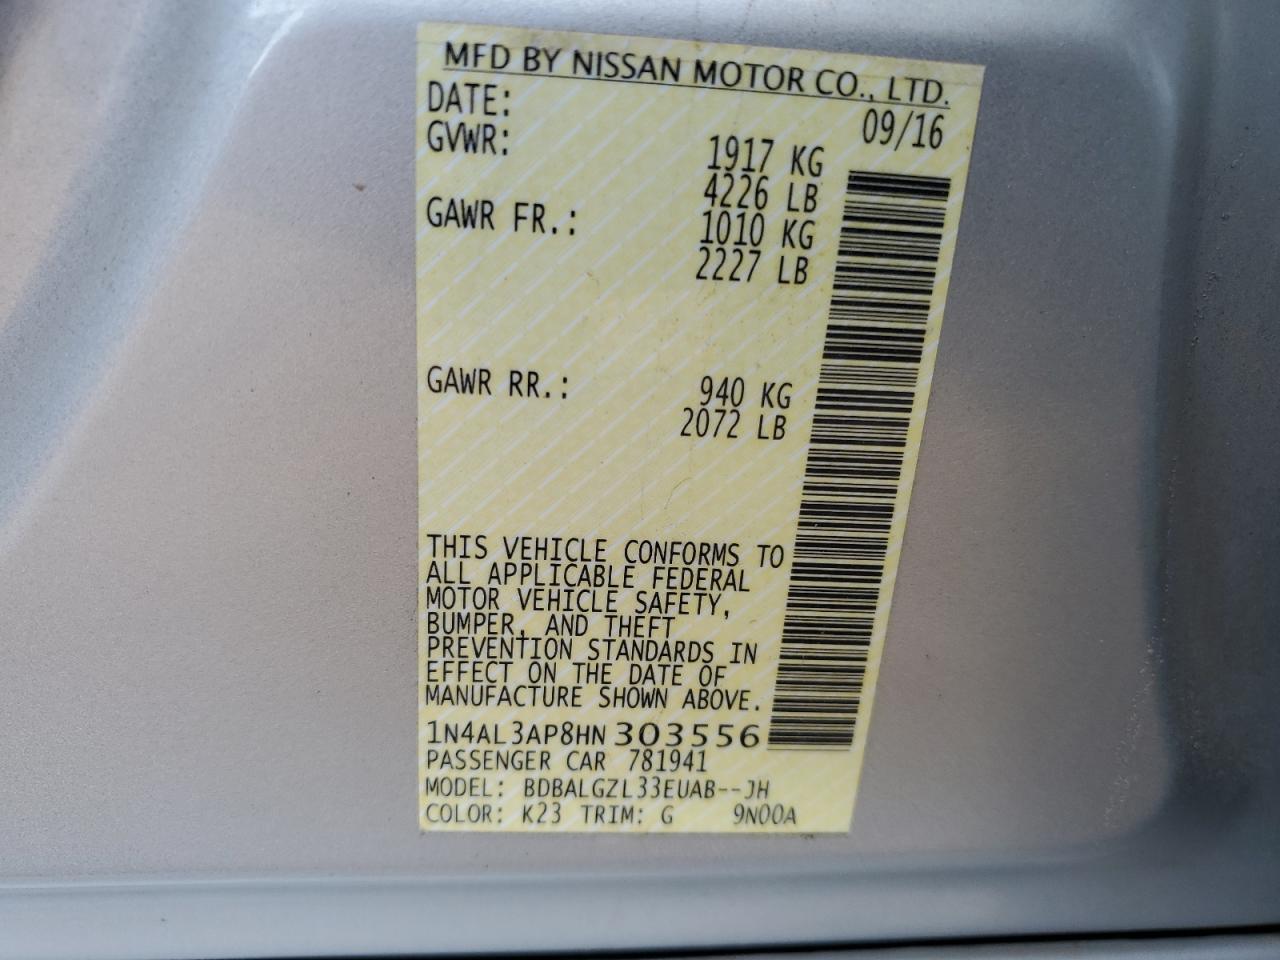 MFD BY NISSAN MOTOR CO., LTD.
DATE: 09/16
GVWR: 1917 KG
4226 LB
GAWR FR.: 1010 KG
2227 LB
GAWR RR.: 940 KG
2072 LB
THIS VEHICLE CONFORMS TO
ALL APPLICABLE FEDERAL
MOTOR VEHICLE SAFETY,
BUMPER, AND THEFT
PREVENTION STANDARDS IN
EFFECT ON THE DATE OF
MANUFACTURE SHOWN ABOVE.
1N4AL3AP8HN 303556
PASSENGER CAR 781941
MODEL: BDBALGZL33EUAB--JH
COLOR: K23 TRIM: G 9N00A